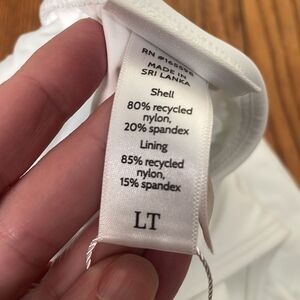 MADE IN
SRI LANKA
Shell
80% recycled
nylon,
20% spandex
Lining
85% recycled
nylon,
15% spandex
LT